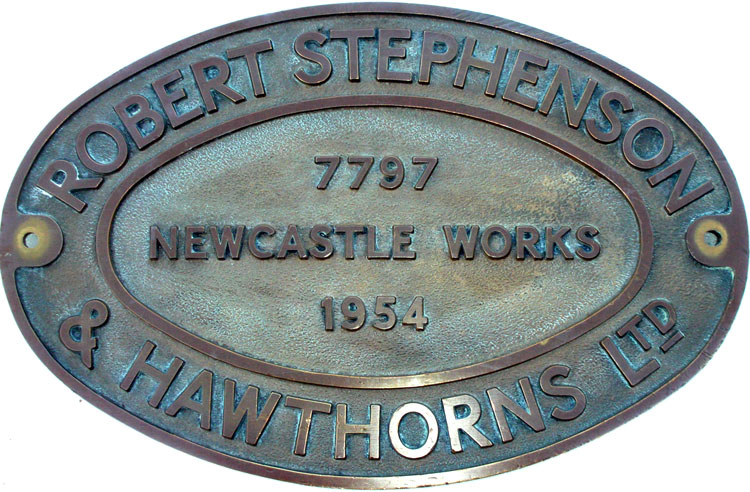 ROBERT STEPHENSON
7797
NEWCASTLE WORKS
1954
& HAWTHORNS LTD